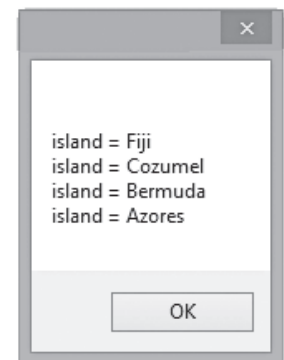 island = Fiji
island = Cozumel
island = Bermuda
island = Azores
OK